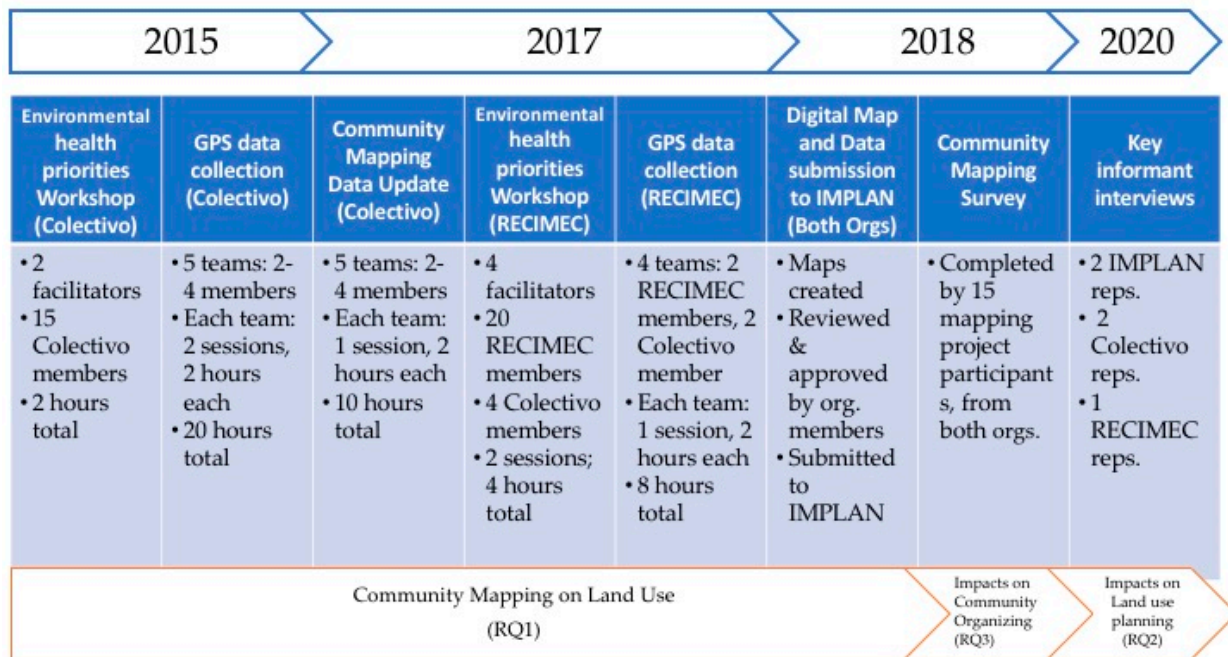 2015
2017
2018
2020
Environmental
health
priorities
Workshop
(Colectivo)
GPS data
collection
(Colectivo)
Community
Mapping
Data Update
(Colectivo)
Environmental
health
priorities
Workshop
(RECIMEC)
GPS data
collection
(RECIMEC)
Digital Map
and Data
submission
to IMPLAN
(Both Orgs)
Community
Mapping
Survey
Key
informant
interviews
• 2
facilitators
• 15
Colectivo
members
• 2 hours
total
• 5 teams: 2-
4 members
• Each team:
2 sessions,
2 hours
each
• 20 hours
total
• 5 teams: 2-
4 members
• Each team:
1 session, 2
hours each
• 10 hours
total
• 4
facilitators
• 20
RECIMEC
members
• 4 Colectivo
members
• 2 sessions;
4 hours
total
• 4 teams: 2
RECIMEC
members, 2
Colectivo
member
• Each team:
1 session, 2
hours each
• 8 hours
total
• Maps
created
• Reviewed
&
approved
by org.
members
• Submitted
to
IMPLAN
• Completed
by 15
mapping
project
participant
s, from
both orgs.
• 2 IMPLAN
reps.
• 2
Colectivo
reps.
• 1
RECIMEC
reps.
Community Mapping on Land Use
(RQ1)
Impacts on
Community
Organizing
(RQ3)
Impacts on
Land use
planning
(RQ2)